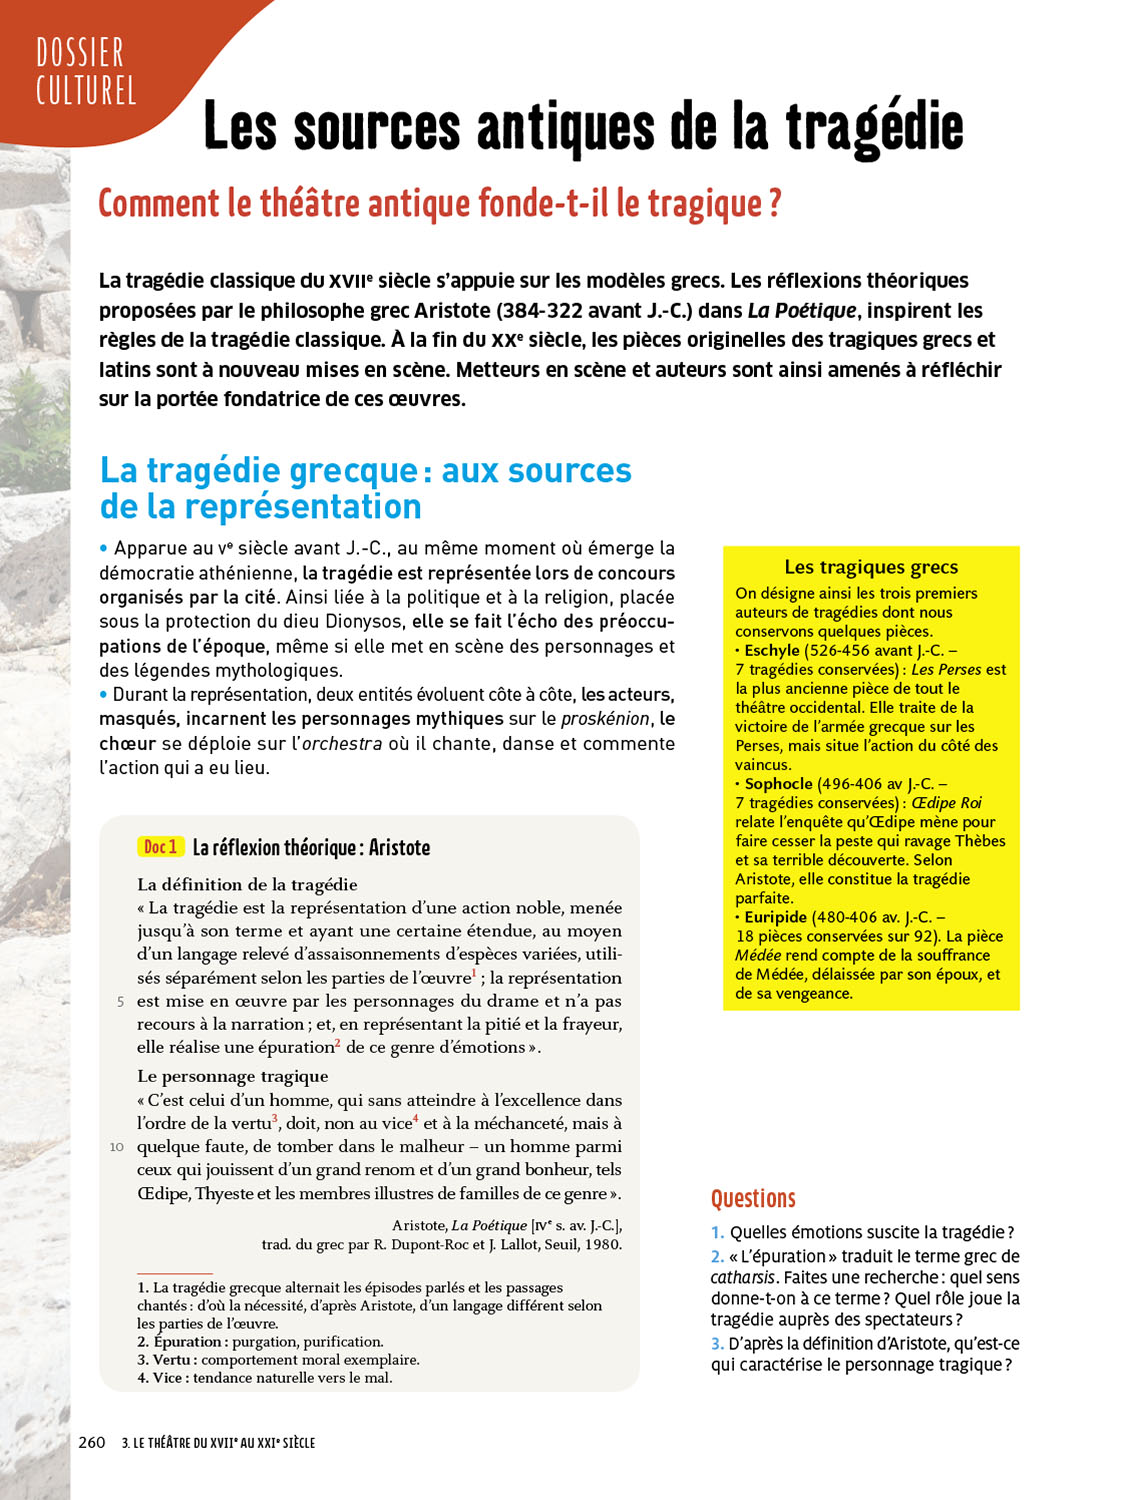 DOSSIER
CULTUREL
Les sources antiques de la tragédie
Comment le théâtre antique fonde-t-il le tragique ?
La tragédie classique du XVIIe siècle s'appuie sur les modèles grecs. Les réflexions théoriques
proposées par le philosophe grec Aristote (384-322 avant J.-C.) dans La Poétique, inspirent les
règles de la tragédie classique. À la fin du XXe siècle, les pièces originelles des tragiques grecs et
latins sont à nouveau mises en scène. Metteurs en scène et auteurs sont ainsi amenés à réfléchir
sur la portée fondatrice de ces œuvres.
La tragédie grecque : aux sources
de la représentation
• Apparue au Ve siècle avant J.-C., au même moment où émerge la
démocratie athénienne, la tragédie est représentée lors de concours
organisés par la cité. Ainsi liée à la politique et à la religion, placée
sous la protection du dieu Dionysos, elle se fait l'écho des préoccu-
pations de l'époque, même si elle met en scène des personnages et
des légendes mythologiques.
• Durant la représentation, deux entités évoluent côte à côte, les acteurs,
masqués, incarnent les personnages mythiques sur le proskénion, le
chœur se déploie sur l'orchestra où il chante, danse et commente
l'action qui a eu lieu.
Doc 1 La réflexion théorique : Aristote
La définition de la tragédie
« La tragédie est la représentation d'une action noble, menée
jusqu'à son terme et ayant une certaine étendue, au moyen
d'un langage relevé d'assaisonnements d'espèces variées, utili-
sés séparément selon les parties de l'œuvre1 ; la représentation
5 est mise en œuvre par les personnages du drame et n'a pas
recours à la narration ; et, en représentant la pitié et la frayeur,
elle réalise une épuration2 de ce genre d'émotions ».
Le personnage tragique
« C'est celui d'un homme, qui sans atteindre à l'excellence dans
l'ordre de la vertu3, doit, non au vice4 et à la méchanceté, mais à
10 quelque faute, de tomber dans le malheur – un homme parmi
ceux qui jouissent d'un grand renom et d'un grand bonheur, tels
Œdipe, Thyeste et les membres illustres de familles de ce genre ».
Aristote, La Poétique [IVe s. av. J.-C.],
trad. du grec par R. Dupont-Roc et J. Lallot, Seuil, 1980.
1. La tragédie grecque alternait les épisodes parlés et les passages
chantés : d'où la nécessité, d'après Aristote, d'un langage différent selon
les parties de l'œuvre.
2. Épuration : purgation, purification.
3. Vertu : comportement moral exemplaire.
4. Vice : tendance naturelle vers le mal.
Les tragiques grecs
On désigne ainsi les trois premiers
auteurs de tragédies dont nous
conservons quelques pièces.
• Eschyle (526-456 avant J.-C. –
7 tragédies conservées) : Les Perses est
la plus ancienne pièce de tout le
théâtre occidental. Elle traite de la
victoire de l'armée grecque sur les
Perses, mais situe l'action du côté des
vaincus.
• Sophocle (496-406 av J.-C. –
7 tragédies conservées) : Œdipe Roi
relate l'enquête qu'Œdipe mène pour
faire cesser la peste qui ravage Thèbes
et sa terrible découverte. Selon
Aristote, elle constitue la tragédie
parfaite.
• Euripide (480-406 av. J.-C. –
18 pièces conservées sur 92). La pièce
Médée rend compte de la souffrance
de Médée, délaissée par son époux, et
de sa vengeance.
Questions
1. Quelles émotions suscite la tragédie ?
2. « L'épuration » traduit le terme grec de
catharsis. Faites une recherche : quel sens
donne-t-on à ce terme ? Quel rôle joue la
tragédie auprès des spectateurs ?
3. D'après la définition d'Aristote, qu'est-ce
qui caractérise le personnage tragique ?
260 3. LE THÉÂTRE DU XVIIe AU XXIe SIÈCLE